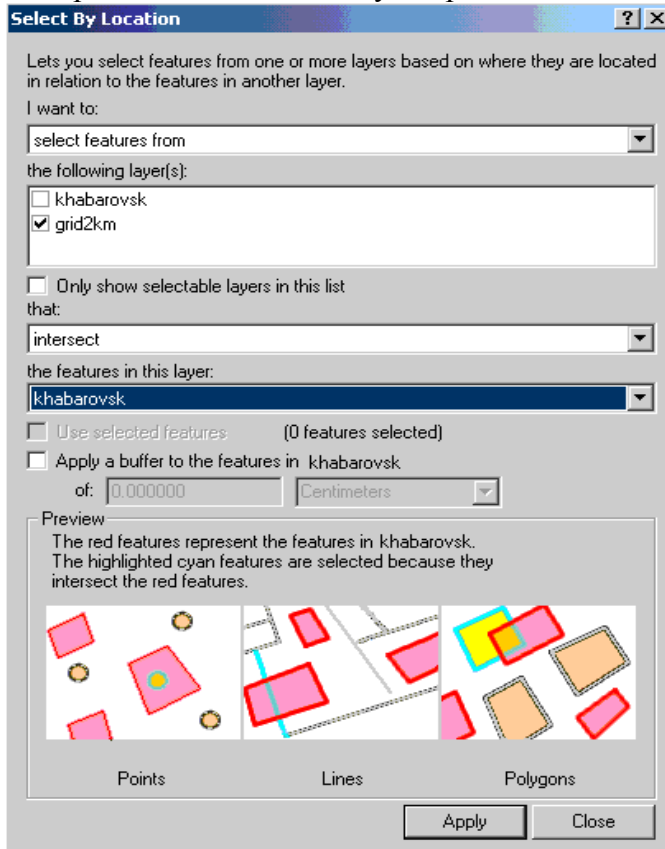 Select By Location
Lets you select features from one or more layers based on where they are located
in relation to the features in another layer.
I want to:
select features from
the following layer(s):
khabarovsk
grid2km
Only show selectable layers in this list
that:
intersect
the features in this layer:
khabarovsk
Use selected features (0 features selected)
Apply a buffer to the features in khabarovsk
of: 0.000000 Centimeters
Preview
The red features represent the features in khabarovsk.
The highlighted cyan features are selected because they
intersect the red features.
Points Lines Polygons
Apply Close